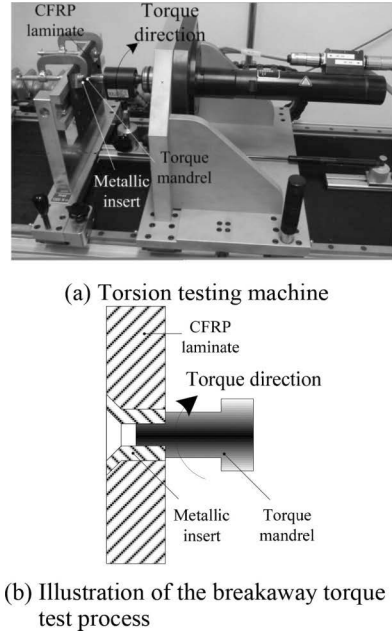 CFRP
laminate
Torque
direction
Torque
mandrel
Metallic
insert
(a) Torsion testing machine
CFRP
laminate
Torque direction
Metallic
insert
Torque
mandrel
(b) Illustration of the breakaway torque
test process